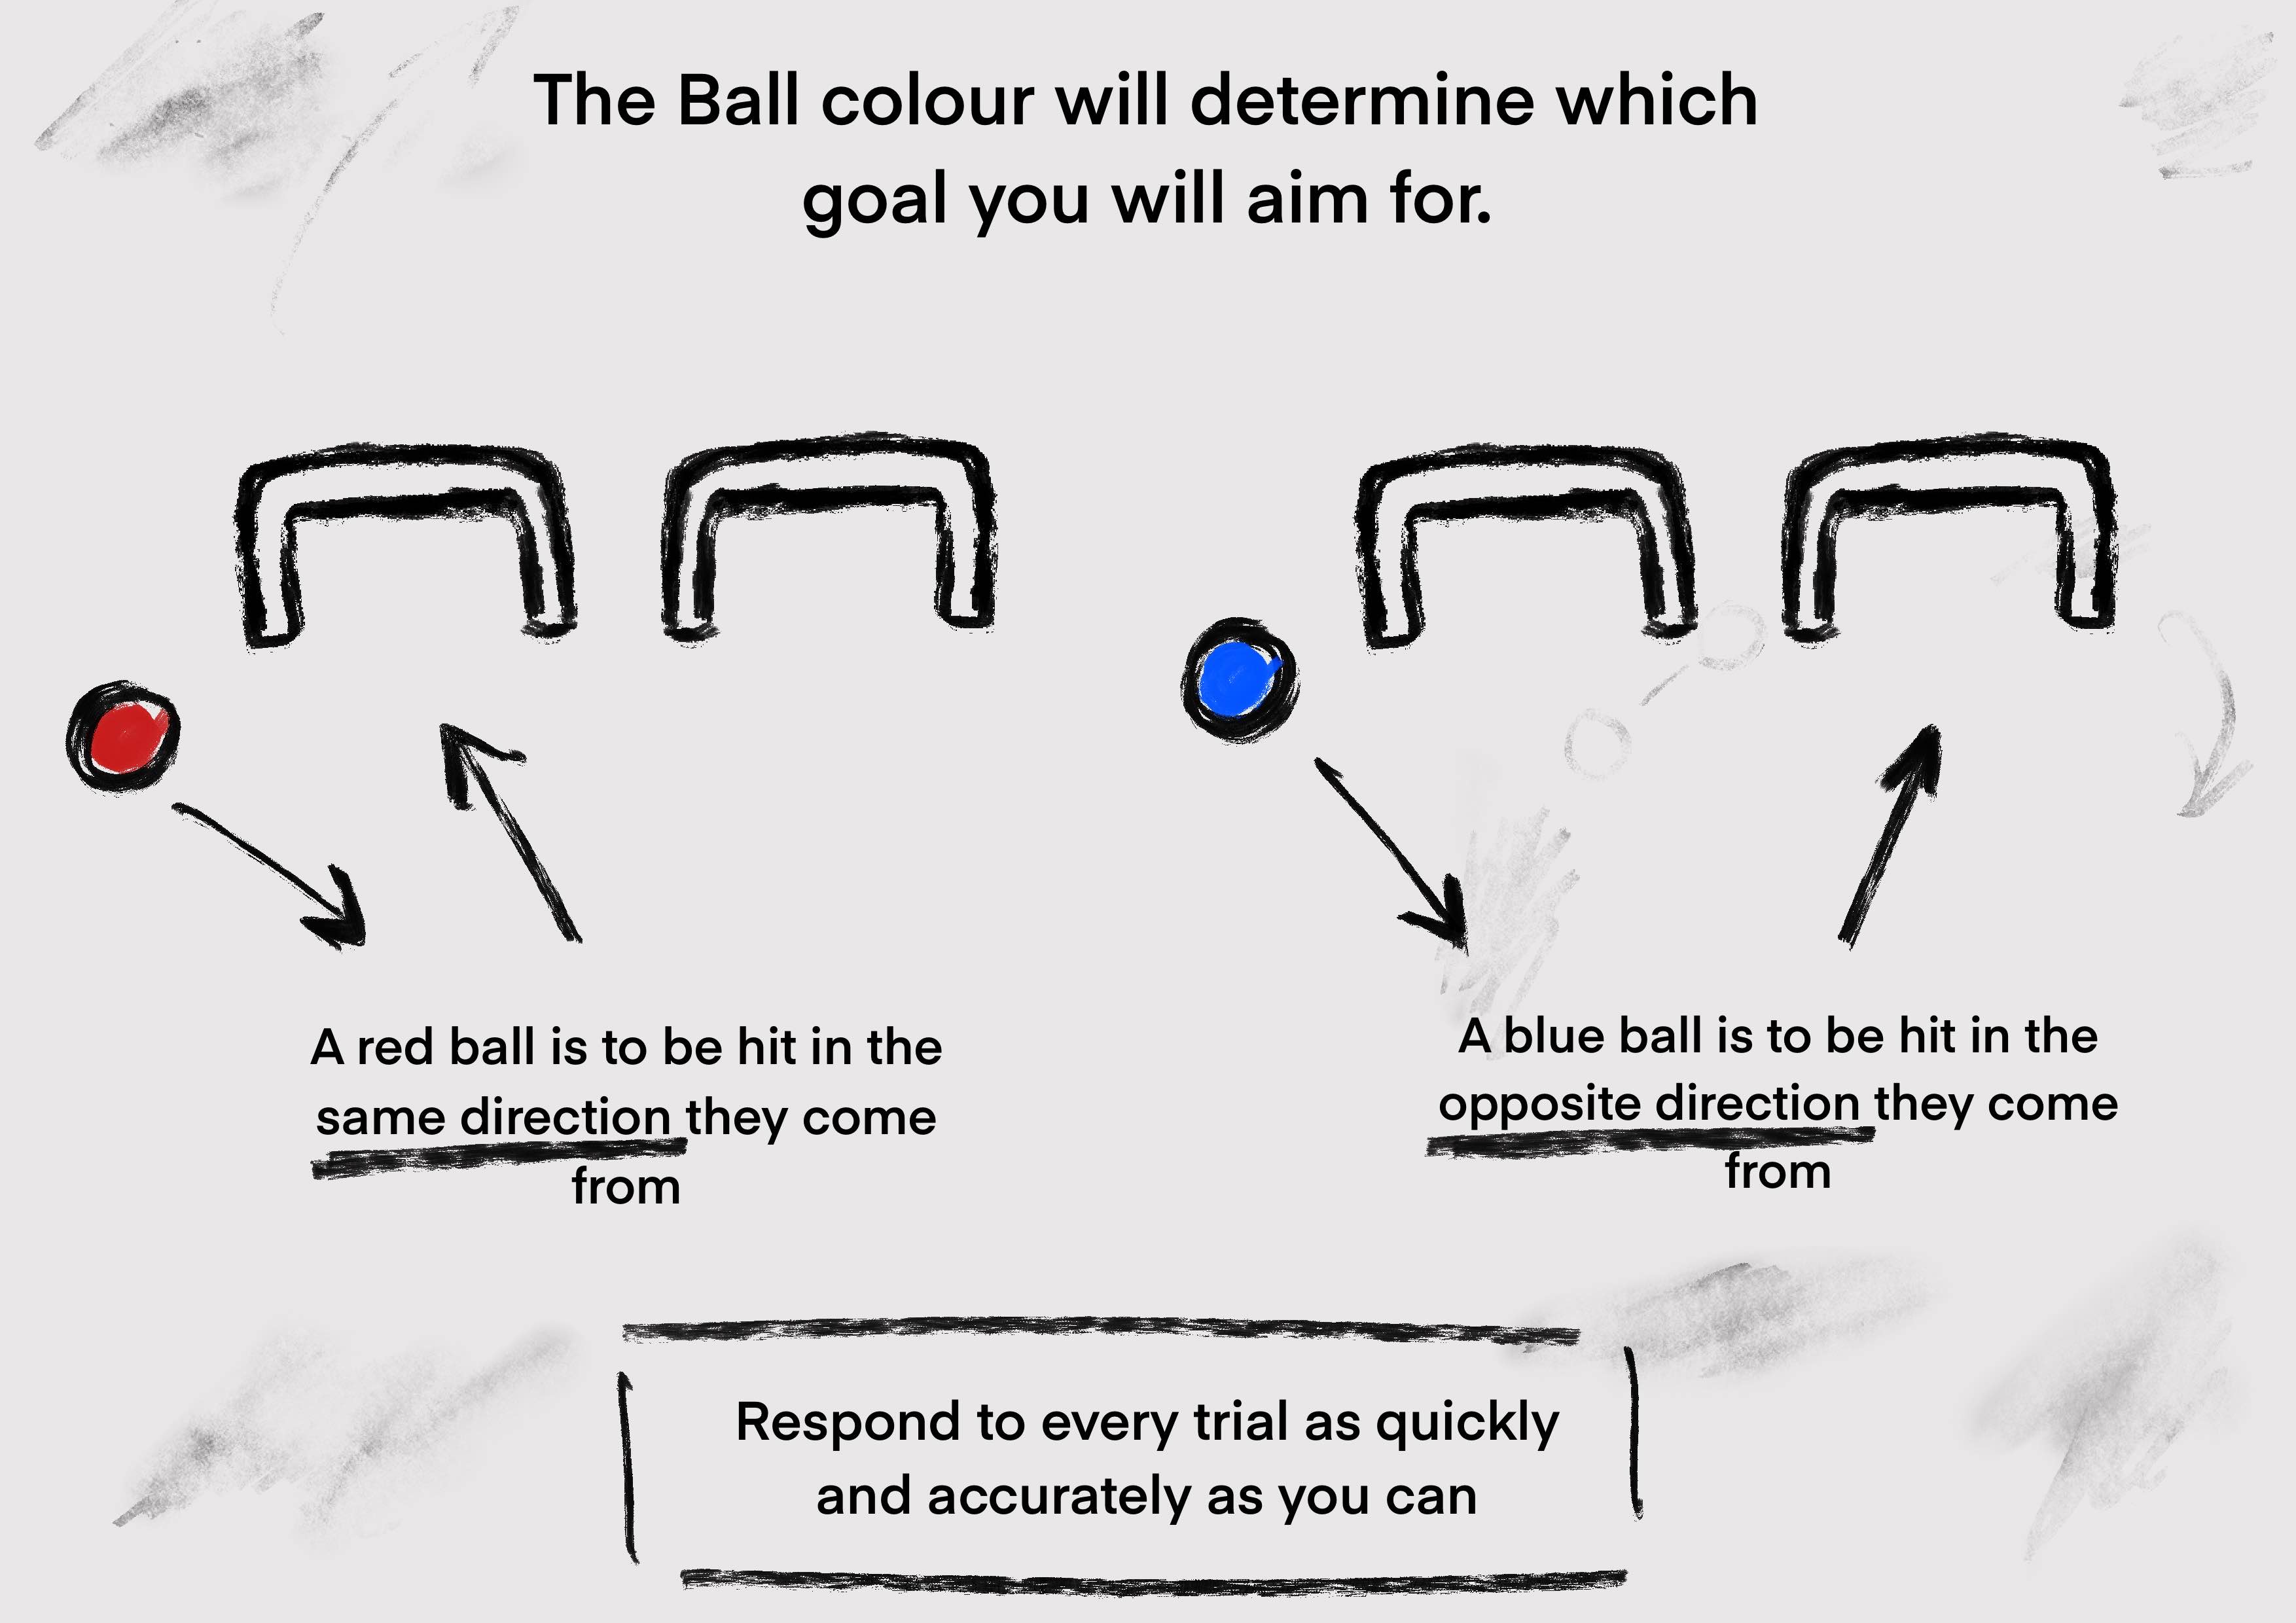 The Ball colour will determine which
goal you will aim for.
A red ball is to be hit in the
same direction they come
from
A blue ball is to be hit in the
opposite direction they come
from
Respond to every trial as quickly
and accurately as you can